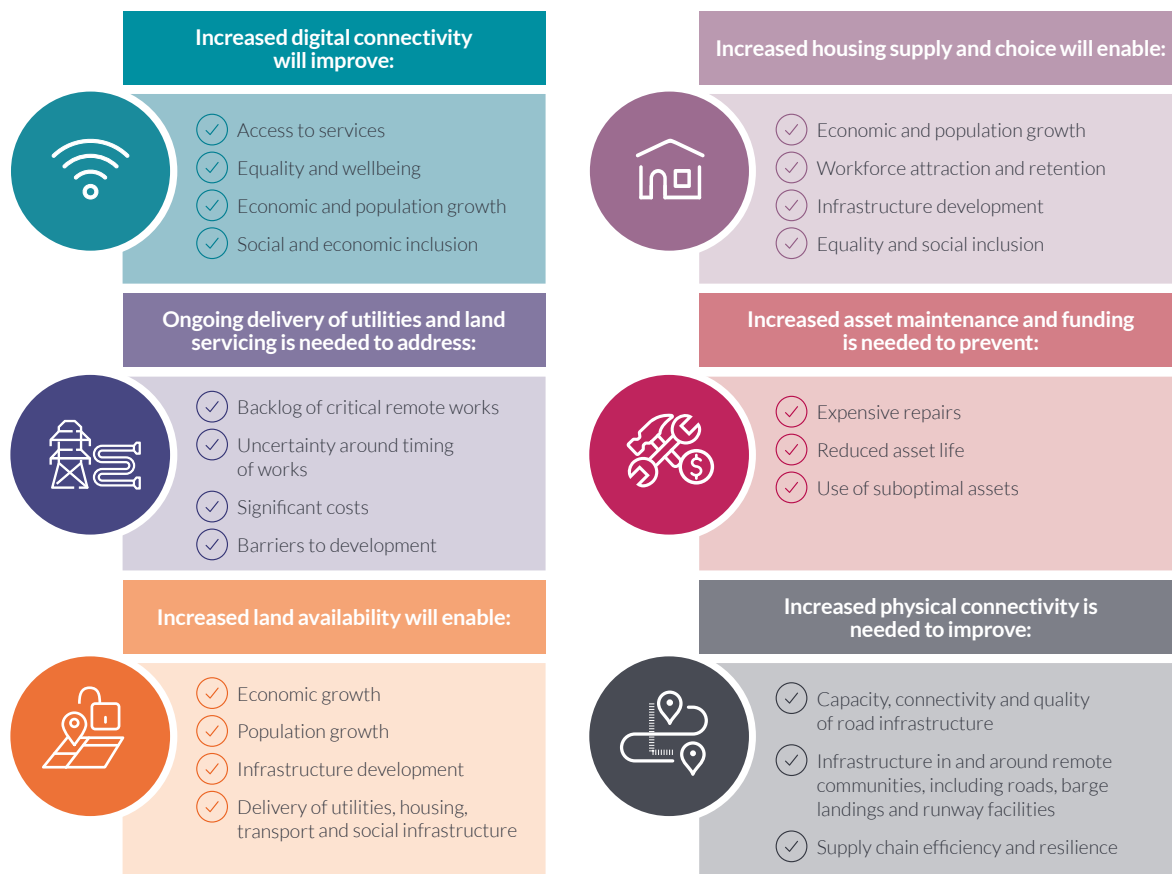 Increased digital connectivity
will improve:
Access to services
Equality and wellbeing
Economic and population growth
Social and economic inclusion
Increased housing supply and choice will enable:
Economic and population growth
Workforce attraction and retention
Infrastructure development
Equality and social inclusion
Ongoing delivery of utilities and land
servicing is needed to address:
Backlog of critical remote works
Uncertainty around timing
of works
Significant costs
Barriers to development
Increased asset maintenance and funding
is needed to prevent:
$
Expensive repairs
Reduced asset life
Use of suboptimal assets
Increased land availability will enable:
Economic growth
Population growth
Infrastructure development
Delivery of utilities, housing,
transport and social infrastructure
Increased physical connectivity is
needed to improve:
Capacity, connectivity and quality
of road infrastructure
Infrastructure in and around remote
communities, including roads, barge
landings and runway facilities
Supply chain efficiency and resilience